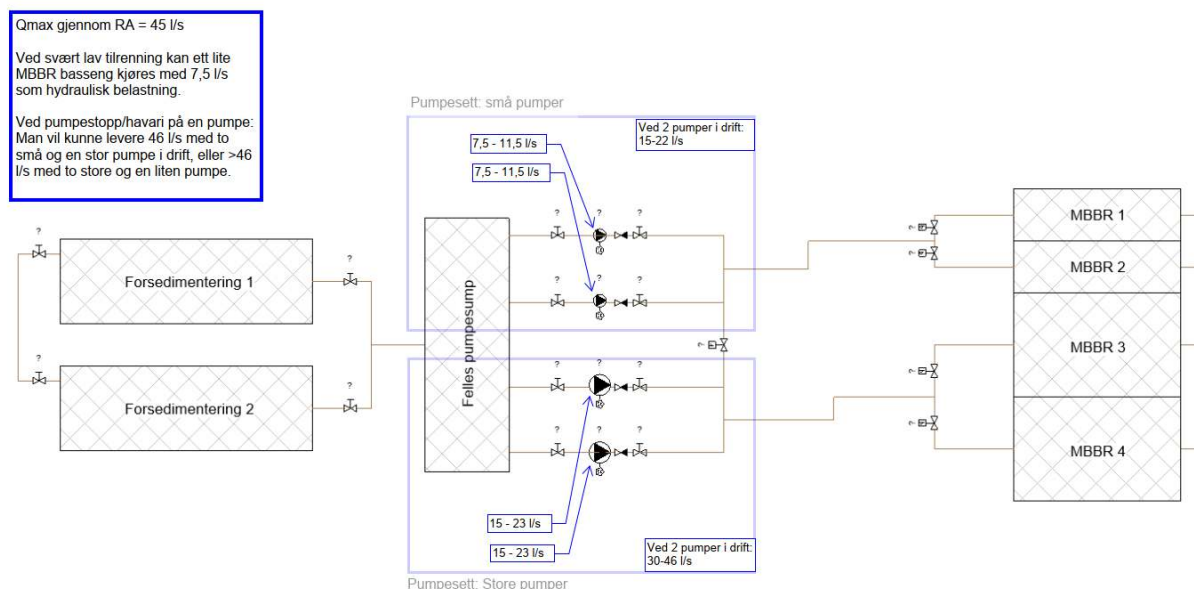 Qmax gjennom RA = 45 l/s
Ved svært lav tilrenning kan ett lite
MBBR basseng kjøres med 7,5 l/s
som hydraulisk belastning.
Ved pumpestopp/havari på en pumpe:
Man vil kunne levere 46 l/s med to
små og en stor pumpe i drift, eller >46
l/s med to store og en liten pumpe.
Pumpesett: små pumper
Ved 2 pumper i drift:
15-22 l/s
7,5 - 11,5 l/s
7,5 - 11,5 l/s
? ? ?
MBBR 1
?
?
?
?
Forsedimentering 1
MBBR 2
? ? ?
Felles pumpesump
?
MBBR 3
?
?
? ? ?
Forsedimentering 2
?
? ? ?
MBBR 4
15 - 23 l/s
15 - 23 l/s
Ved 2 pumper i drift:
30-46 l/s
Pumpesett: Store pumper